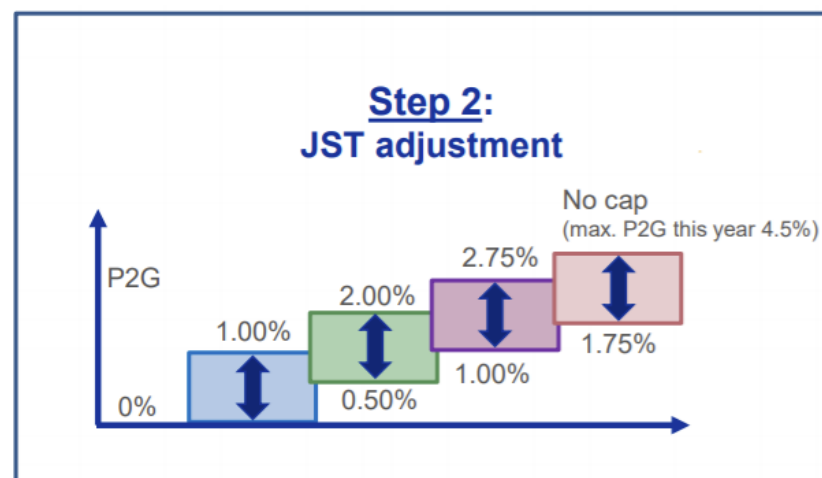 Step 2:
JST adjustment
No cap
(max. P2G this year 4.5%)
P2G
2.75%
2.00%
1.00%
1.75%
1.00%
0.50%
0%